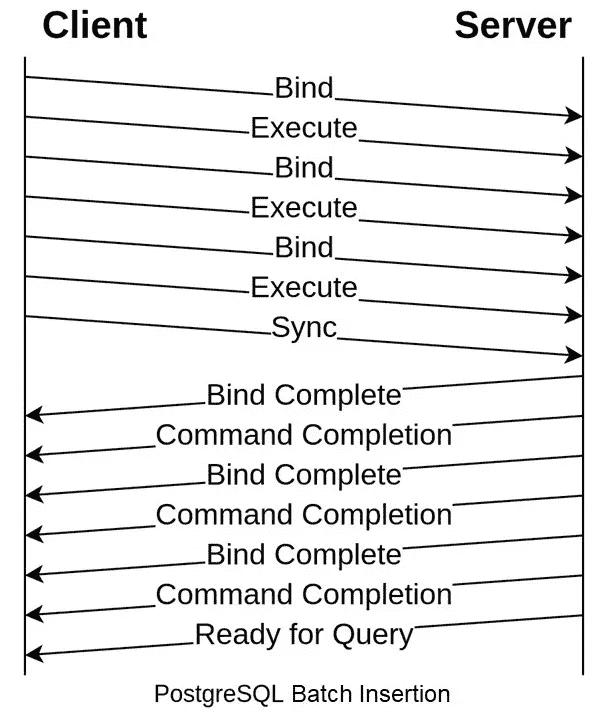 Client Server
Bind
Execute
Bind
Execute
Bind
Execute
Sync
Bind Complete
Command Completion
Bind Complete
Command Completion
Bind Complete
Command Completion
Ready for Query
PostgreSQL Batch Insertion